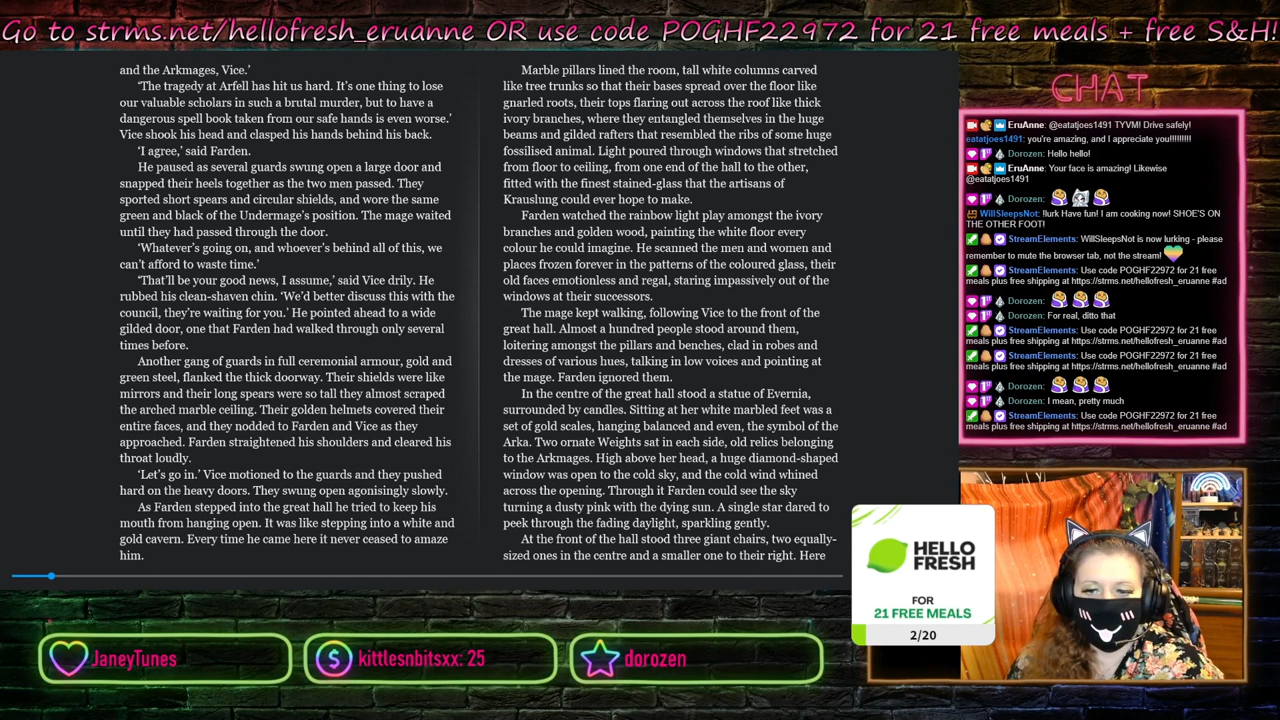 Go to strms.net/hellofresh_eruanne OR use code POGHF22972 for 21 free meals + free S&H!
and the Arkmages, Vice.’
‘The tragedy at Arfell has hit us hard. It’s one thing to lose
our valuable scholars in such a brutal murder, but to have a
dangerous spell book taken from our safe hands is even worse.’
Vice shook his head and clasped his hands behind his back.
‘I agree,’ said Farden.
He paused as several guards swung open a large door and
snapped their heels together as the two men passed. They
sported short spears and circular shields, and wore the same
green and black of the Undermage’s position. The mage waited
until they had passed through the door.
‘Whatever’s going on, and whoever’s behind all of this, we
can’t afford to waste time.’
‘That’ll be your good news, I assume,’ said Vice drily. He
rubbed his clean-shaven chin. ‘We’d better discuss this with the
council, they’re waiting for you.’ He pointed ahead to a wide
gilded door, one that Farden had walked through only several
times before.
Another gang of guards in full ceremonial armour, gold and
green steel, flanked the thick doorway. Their shields were like
mirrors and their long spears were so tall they almost scraped
the arched marble ceiling. Their golden helmets covered their
entire faces, and they nodded to Farden and Vice as they
approached. Farden straightened his shoulders and cleared his
throat loudly.
‘Let’s go in.’ Vice motioned to the guards and they pushed
hard on the heavy doors. They swung open agonisingly slowly.
As Farden stepped into the great hall he tried to keep his
mouth from hanging open. It was like stepping into a white and
gold cavern. Every time he came here it never ceased to amaze
him.
Marble pillars lined the room, tall white columns carved
like tree trunks so that their bases spread over the floor like
gnarled roots, their tops flaring out across the roof like thick
ivory branches, where they entangled themselves in the huge
beams and gilded rafters that resembled the ribs of some huge
fossilised animal. Light poured through windows that stretched
from floor to ceiling, from one end of the hall to the other,
fitted with the finest stained-glass that the artisans of
Krauslung could ever hope to make.
Farden watched the rainbow light play amongst the ivory
branches and golden wood, painting the white floor every
colour he could imagine. He scanned the men and women and
places frozen forever in the patterns of the coloured glass, their
old faces emotionless and regal, staring impassively out of the
windows at their successors.
The mage kept walking, following Vice to the front of the
great hall. Almost a hundred people stood around them,
loitering amongst the pillars and benches, clad in robes and
dresses of various hues, talking in low voices and pointing at
the mage. Farden ignored them.
In the centre of the great hall stood a statue of Evernia,
surrounded by candles. Sitting at her white marbled feet was a
set of gold scales, hanging balanced and even, the symbol of the
Arka. Two ornate Weights sat in each side, old relics belonging
to the Arkmages. High above her head, a huge diamond-shaped
window was open to the cold sky, and the cold wind whined
across the opening. Through it Farden could see the sky
turning a dusty pink with the dying sun. A single star dared to
peek through the fading daylight, sparkling gently.
At the front of the hall stood three giant chairs, two equally-
sized ones in the centre and a smaller one to their right. Here
CHAT
EruAnne: @eatatjoes1491 TYVM! Drive safely!
eatatjoes1491: you're amazing, and I appreciate you!!!!!!!!!
Dorozen: Hello hello!
EruAnne: Your face is amazing! Likewise
@eatatjoes1491
Dorozen:
WillSleepsNot: !lurk Have fun! I am cooking now! SHOE'S ON
THE OTHER FOOT!
StreamElements: WillSleepsNot is now lurking - please
remember to mute the browser tab, not the stream!
StreamElements: Use code POGHF22972 for 21 free
meals plus free shipping at https://strms.net/hellofresh_eruanne #ad
Dorozen:
Dorozen: For real, ditto that
StreamElements: Use code POGHF22972 for 21 free
meals plus free shipping at https://strms.net/hellofresh_eruanne #ad
StreamElements: Use code POGHF22972 for 21 free
meals plus free shipping at https://strms.net/hellofresh_eruanne #ad
Dorozen:
Dorozen: I mean, pretty much
StreamElements: Use code POGHF22972 for 21 free
meals plus free shipping at https://strms.net/hellofresh_eruanne #ad
HELLO
FRESH
FOR
21 FREE MEALS
2/20
JaneyTunes
kittlesnbitsxx: 25
dorozen